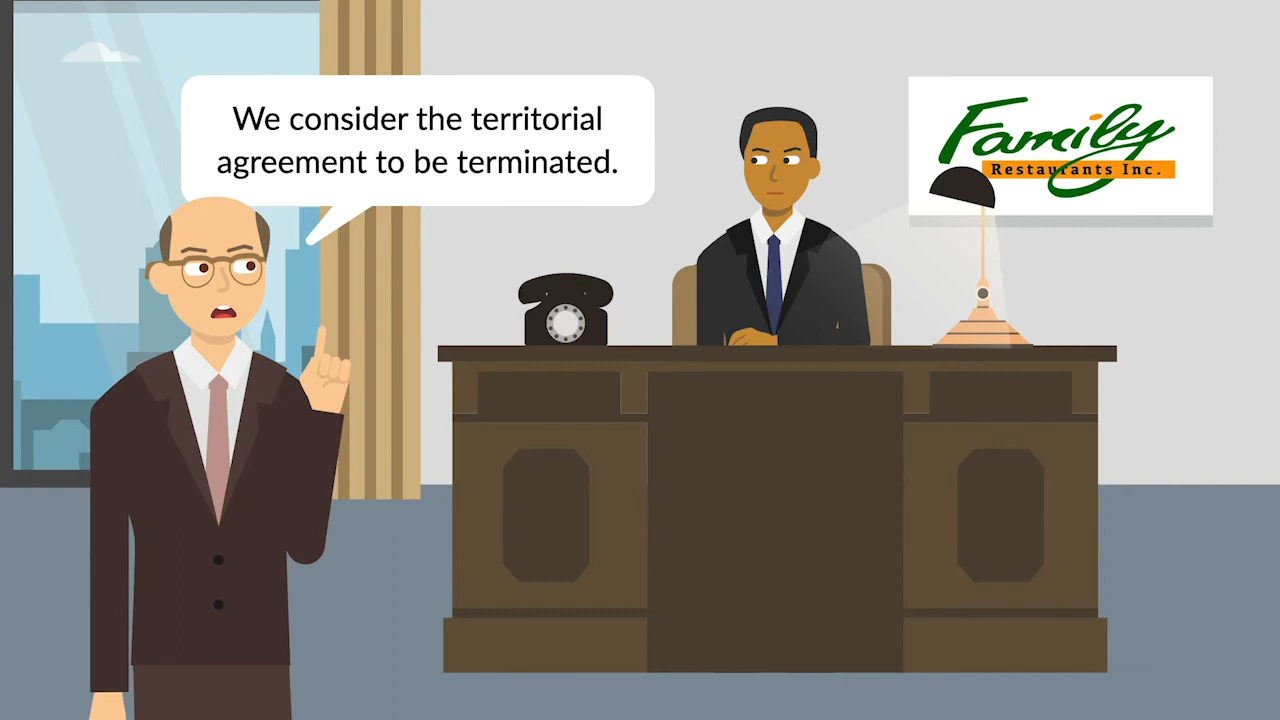 We consider the territorial
agreement to be terminated.
Family
Restaurants Inc.